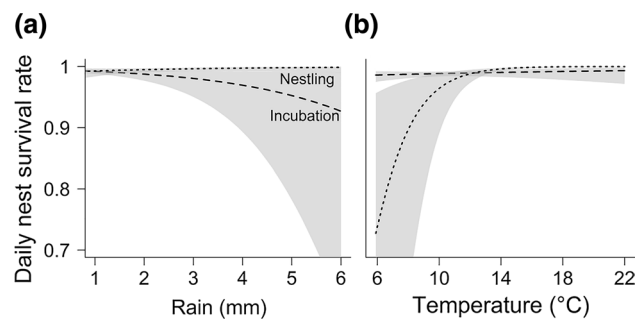 (a)
(b)
Daily nest survival rate
1
0.9
0.8
0.7
Nestling
Incubation
1 2 3 4 5 6
6 10 14 18 22
Rain (mm)
Temperature (°C)